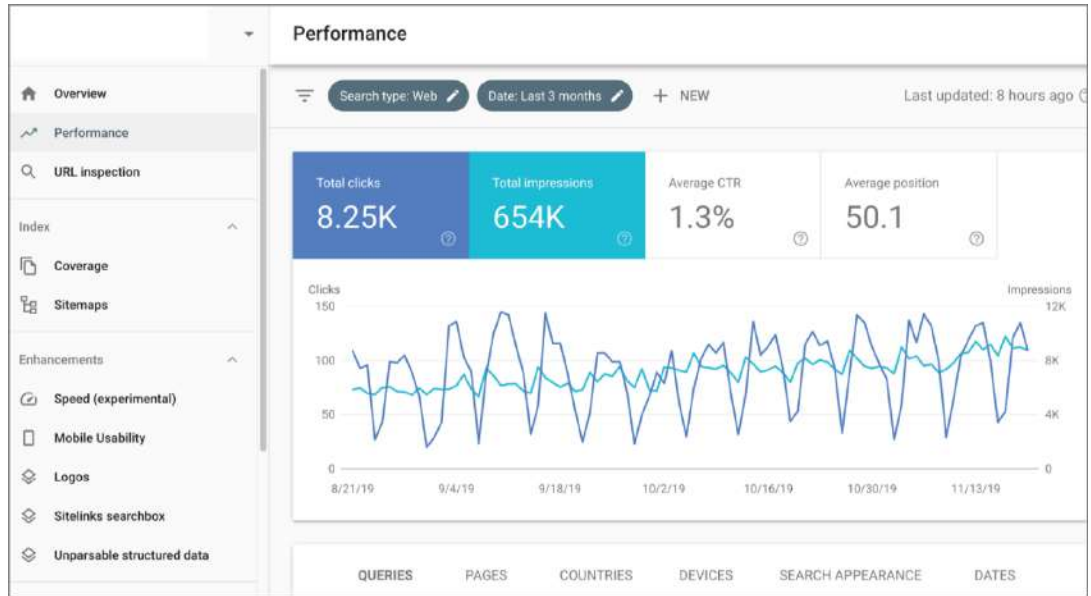 Performance
Search type: Web
Date: Last 3 months
+ NEW
Last updated: 8 hours ago
Overview
Performance
URL inspection
Index
Coverage
Sitemaps
Enhancements
Speed (experimental)
Mobile Usability
Logos
Sitelinks searchbox
Unparsable structured data
Total clicks
8.25K
Total impressions
654K
Average CTR
1.3%
Average position
50.1
Clicks
Impressions
150
100
50
0
12K
8K
4K
0
8/21/19 9/4/19 9/18/19 10/2/19 10/16/19 10/30/19 11/13/19
QUERIES PAGES COUNTRIES DEVICES SEARCH APPEARANCE DATES